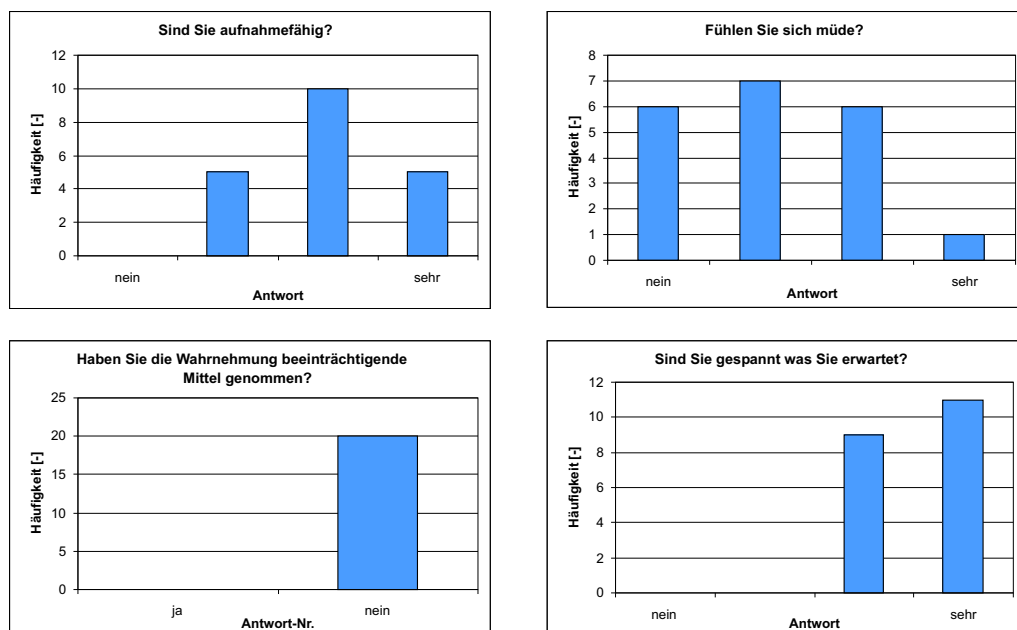 Sind Sie aufnahmefähig?
12
10
8
6
4
2
0
Häufigkeit [-]
nein
sehr
Antwort
Fühlen Sie sich müde?
8
7
6
5
4
3
2
1
0
Häufigkeit [-]
nein
sehr
Antwort
Haben Sie die Wahrnehmung beeinträchtigende
Mittel genommen?
25
20
15
10
5
0
Häufigkeit [-]
ja
nein
Antwort-Nr.
Sind Sie gespannt was Sie erwartet?
12
10
8
6
4
2
0
Häufigkeit [-]
nein
sehr
Antwort